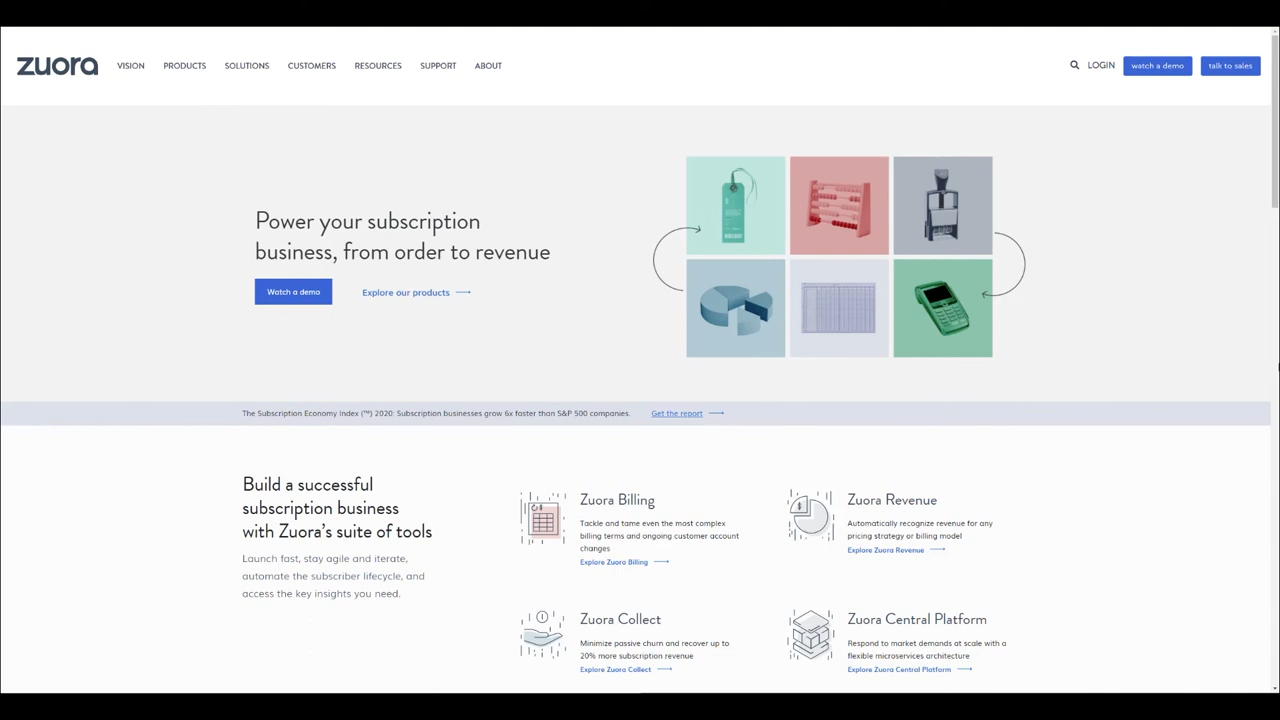 zuora
VISION
PRODUCTS
SOLUTIONS
CUSTOMERS
RESOURCES
SUPPORT
ABOUT
LOGIN
watch a demo
talk to sales
Power your subscription
business, from order to revenue
Watch a demo
Explore our products
The Subscription Economy Index (™) 2020: Subscription businesses grow 6x faster than S&P 500 companies.
Get the report
Build a successful
subscription business
with Zuora's suite of tools
Launch fast, stay agile and iterate,
automate the subscriber lifecycle, and
access the key insights you need.
Zuora Billing
Tackle and tame even the most complex
billing terms and ongoing customer account
changes
Explore Zuora Billing
Zuora Revenue
Automatically recognize revenue for any
pricing strategy or billing model
Explore Zuora Revenue
Zuora Collect
Minimize passive churn and recover up to
20% more subscription revenue
Explore Zuora Collect
Zuora Central Platform
Respond to market demands at scale with a
flexible microservices architecture
Explore Zuora Central Platform